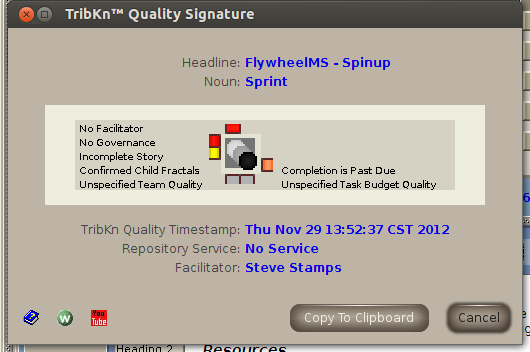 TribKn™ Quality Signature
Headline: FlywheelMS - Spinup
Noun: Sprint
No Facilitator
No Governance
Incomplete Story
Confirmed Child Fractals Completion is Past Due
Unspecified Team Quality Unspecified Task Budget Quality
TribKn Quality Timestamp: Thu Nov 29 13:52:37 CST 2012
Repository Service: No Service
Facilitator: Steve Stamps
W You Tube Copy To Clipboard Cancel
Heading 2 Resources